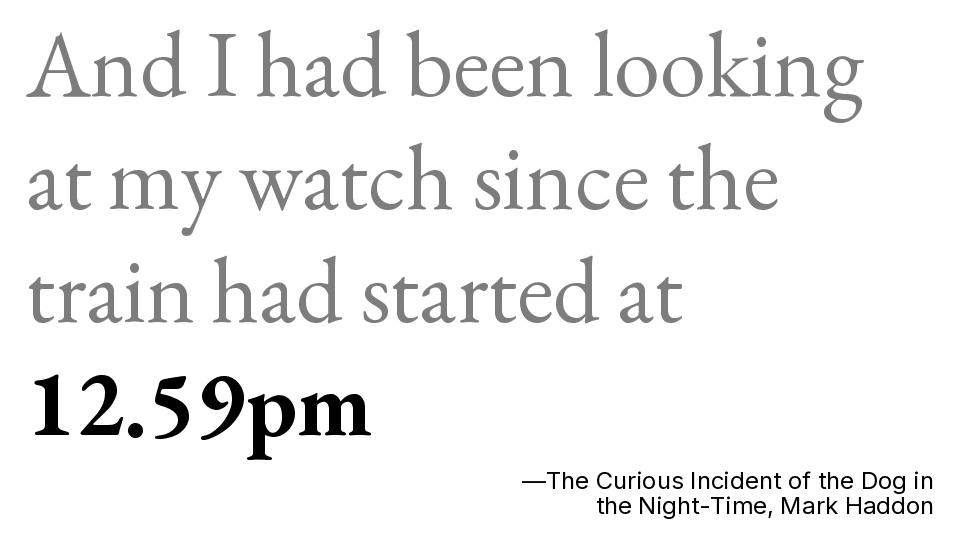 And I had been looking
at my watch since the
train had started at
12.59pm
—The Curious Incident of the Dog in
the Night-Time, Mark Haddon